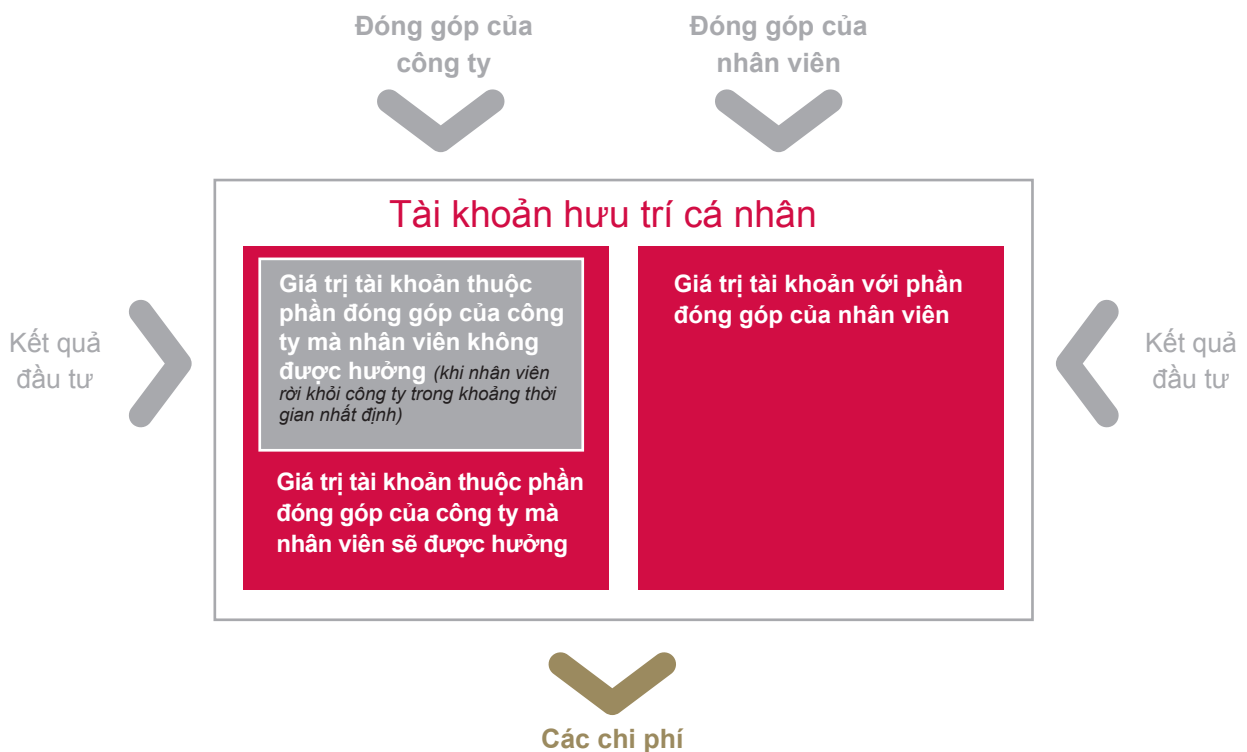 Đóng góp của
công ty
Đóng góp của
nhân viên
Tài khoản hưu trí cá nhân
Giá trị tài khoản thuộc
phần đóng góp của công
ty mà nhân viên không
được hưởng (khi nhân viên
rời khỏi công ty trong khoảng thời
gian nhất định)
Giá trị tài khoản thuộc phần
đóng góp của công ty mà
nhân viên sẽ được hưởng
Giá trị tài khoản với phần
đóng góp của nhân viên
Kết quả
đầu tư
Kết quả
đầu tư
Các chi phí